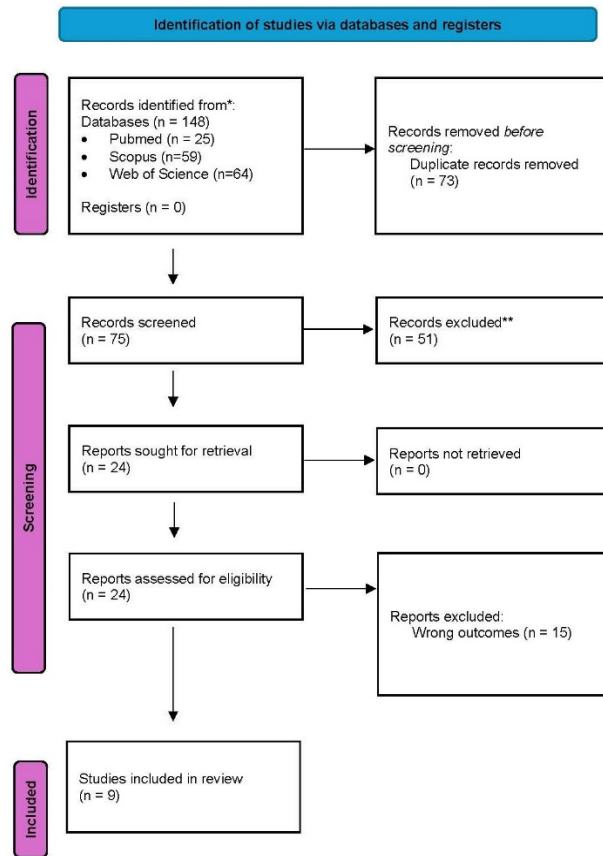 Identification of studies via databases and registers
Identification
Records identified from*:
Databases (n = 148)
• Pubmed (n = 25)
• Scopus (n=59)
• Web of Science (n=64)
Registers (n = 0)
Records removed before
screening:
Duplicate records removed
(n = 73)
Screening
Records screened
(n = 75)
Records excluded**
(n = 51)
Reports sought for retrieval
(n = 24)
Reports not retrieved
(n = 0)
Reports assessed for eligibility
(n = 24)
Reports excluded:
Wrong outcomes (n = 15)
Included
Studies included in review
(n = 9)